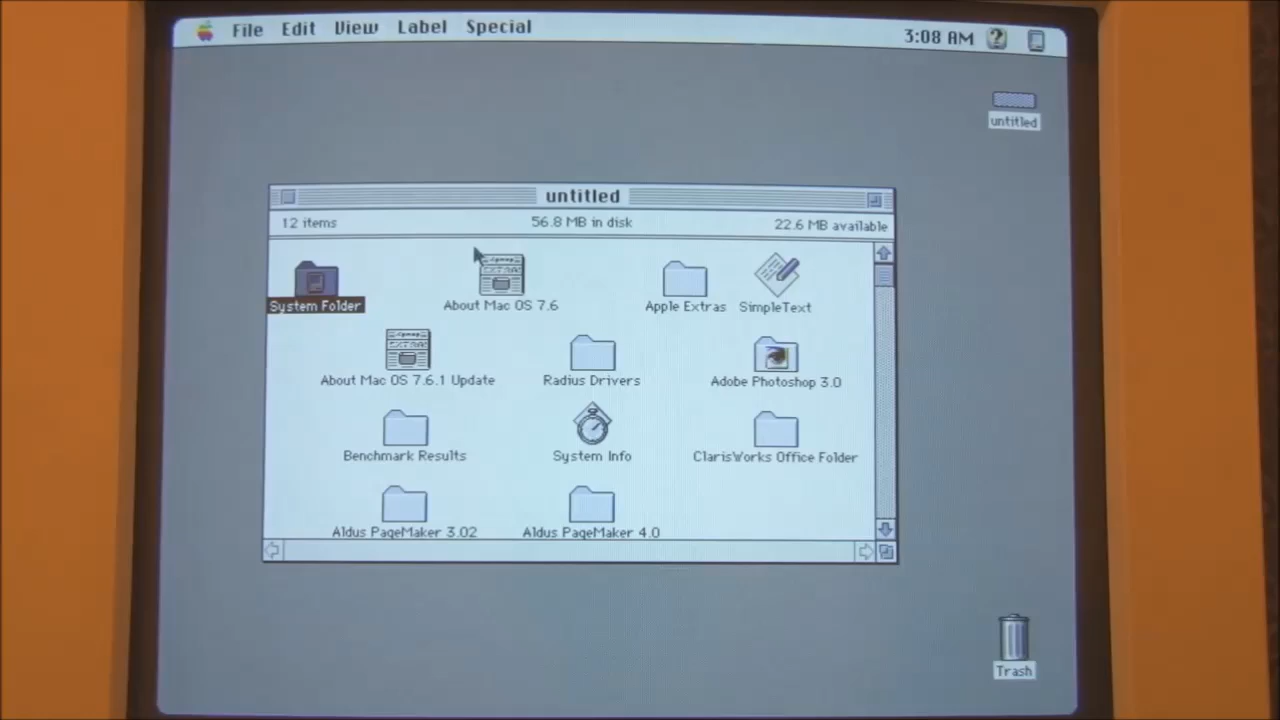 File Edit View Label Special 3:08 AM
untitled
untitled
12 items 56.8 MB in disk 22.6 MB available
System Folder About Mac OS 7.6 Apple Extras SimpleText
About Mac OS 7.6.1 Update Radius Drivers Adobe Photoshop 3.0
Benchmark Results System Info ClarisWorks Office Folder
Aldus PageMaker 3.02 Aldus PageMaker 4.0
Trash